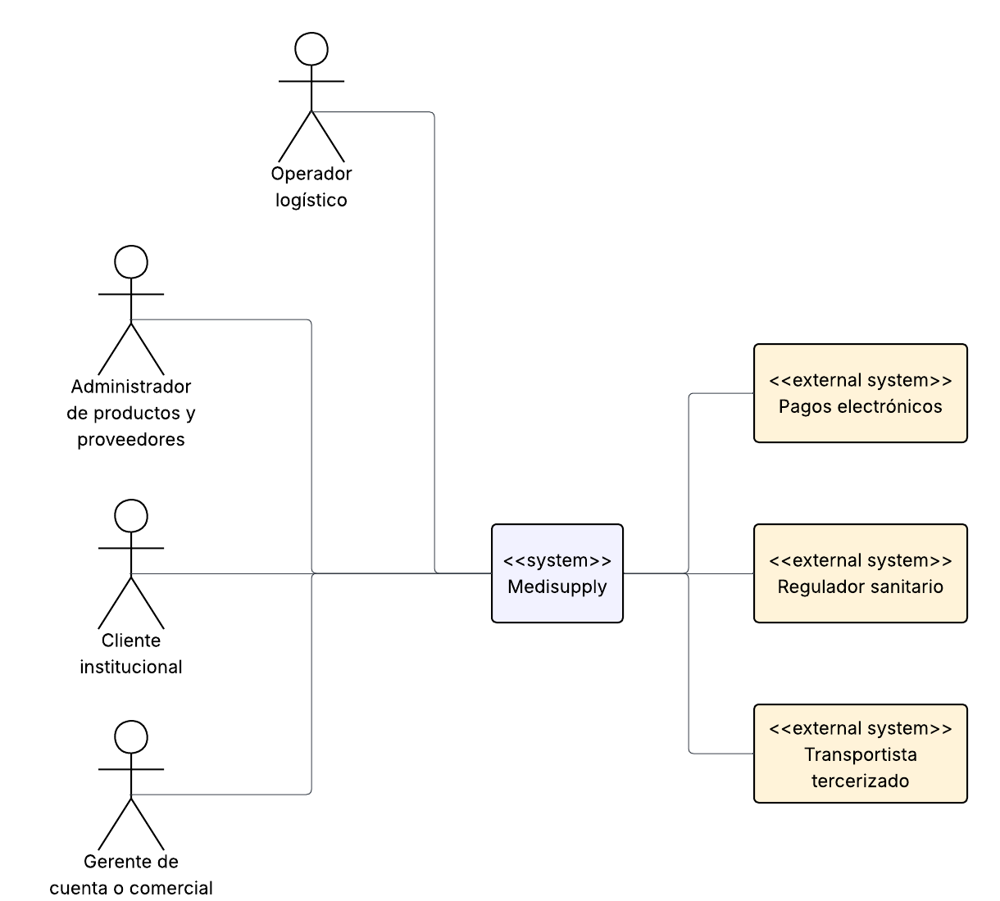 Operador
logístico
Administrador
de productos y
proveedores
Cliente
institucional
Gerente de
cuenta o comercial
<<system>>
Medisupply
<<external system>>
Pagos electrónicos
<<external system>>
Regulador sanitario
<<external system>>
Transportista
tercerizado